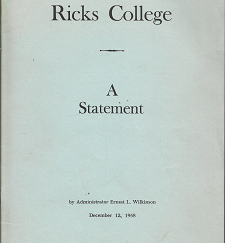 Ricks College
A
Statement
by Administrator Ernest L. Wilkinson
December 12, 1958